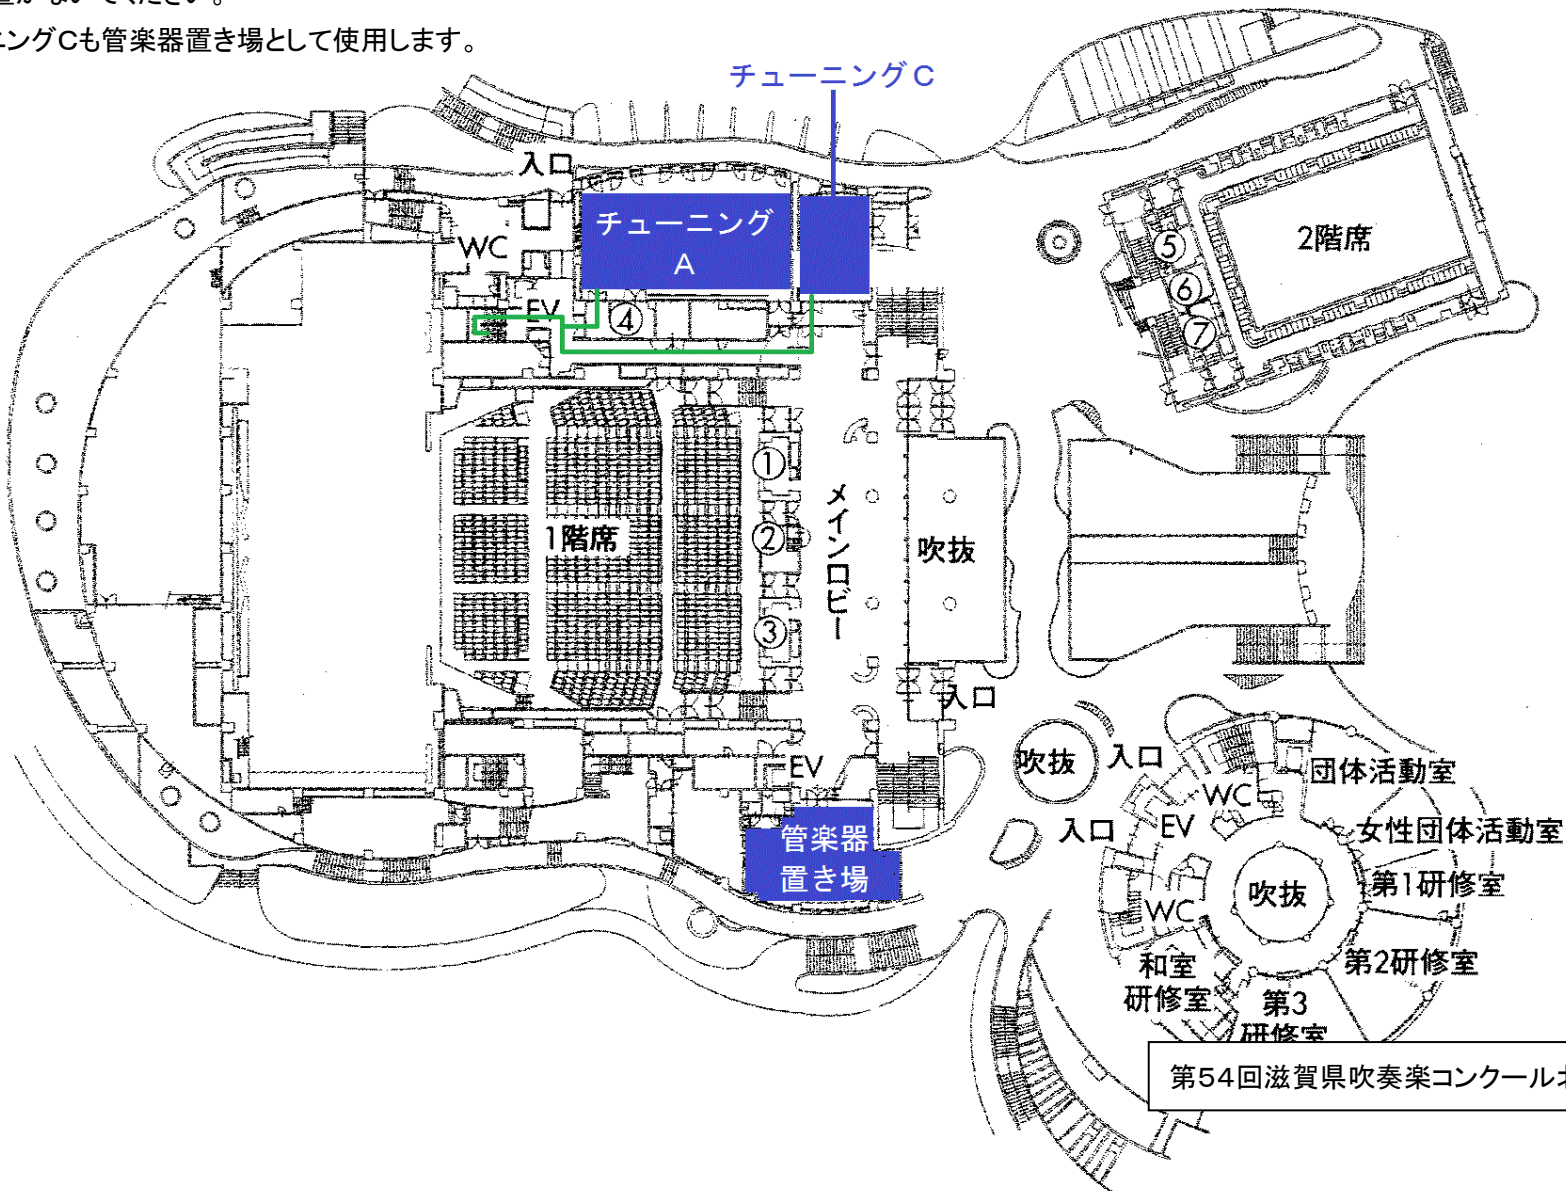 ニングCも管楽器置き場として使用します。
チューニングC
入口
チューニング
A
WC
EV
④
⑤
⑥
⑦
2階席
①
②
③
1階席
メインロビー
吹抜
入口
EV
管楽器
置き場
吹抜
入口
入口
WC
EV
WC
団体活動室
女性団体活動室
第1研修室
吹抜
第2研修室
和室
研修室
第3
研修室
第54回滋賀県吹奏楽コンクール